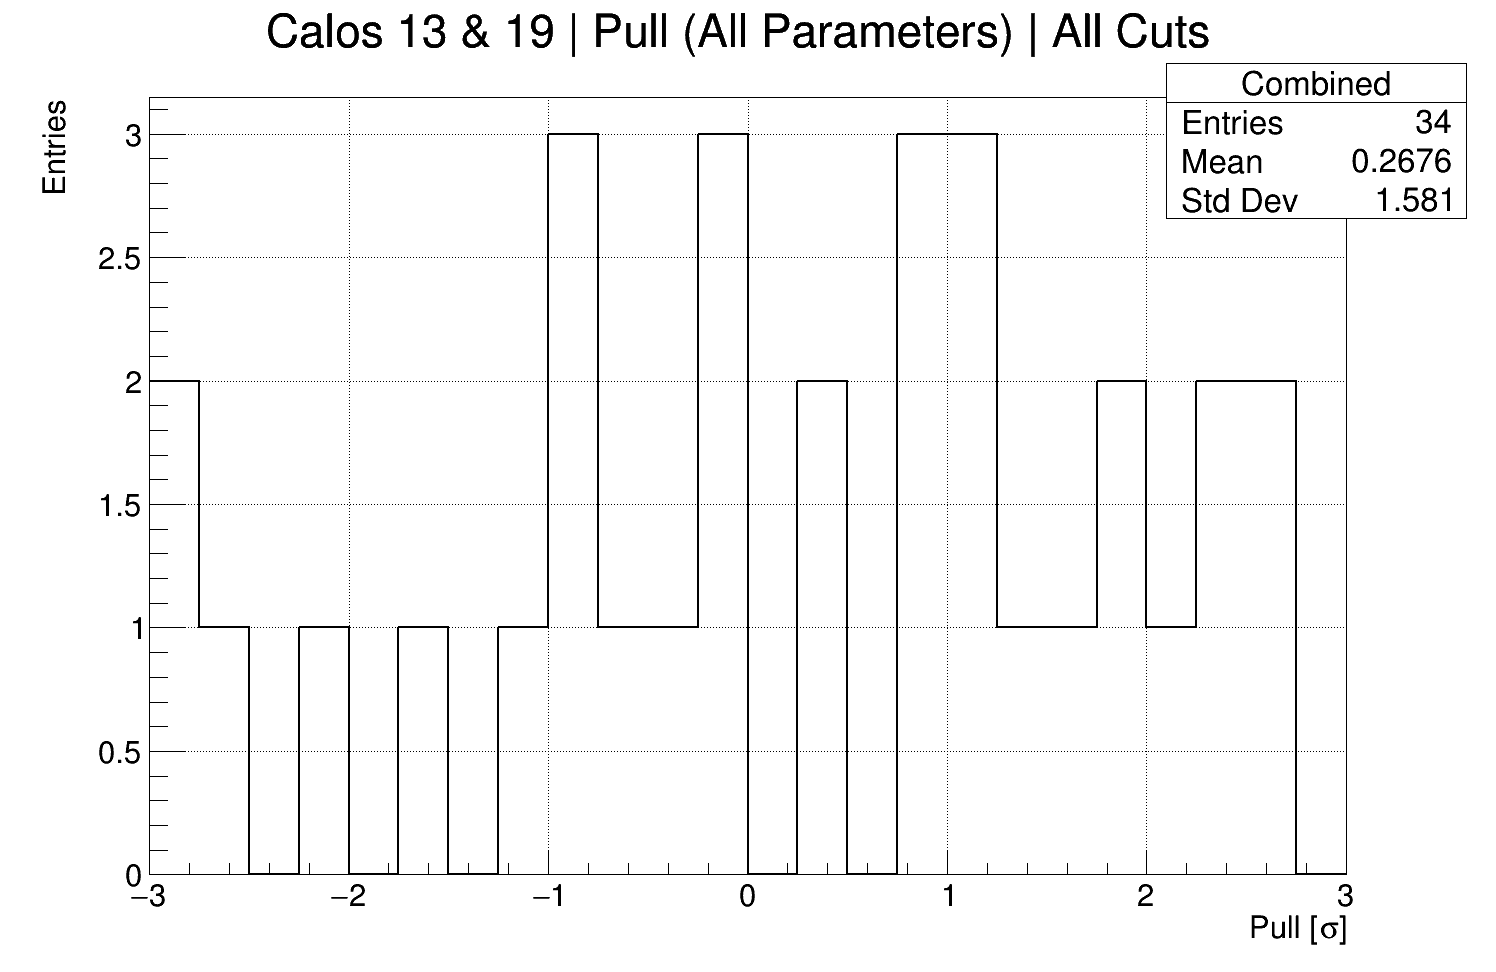 Calos 13 & 19 | Pull (All Parameters) | All Cuts
Combined
Entries 34
Mean 0.2676
Std Dev 1.581
Entries
3
2.5
2
1.5
1
0.5
0
−3 −2 −1 0 1 2 3
Pull [σ]